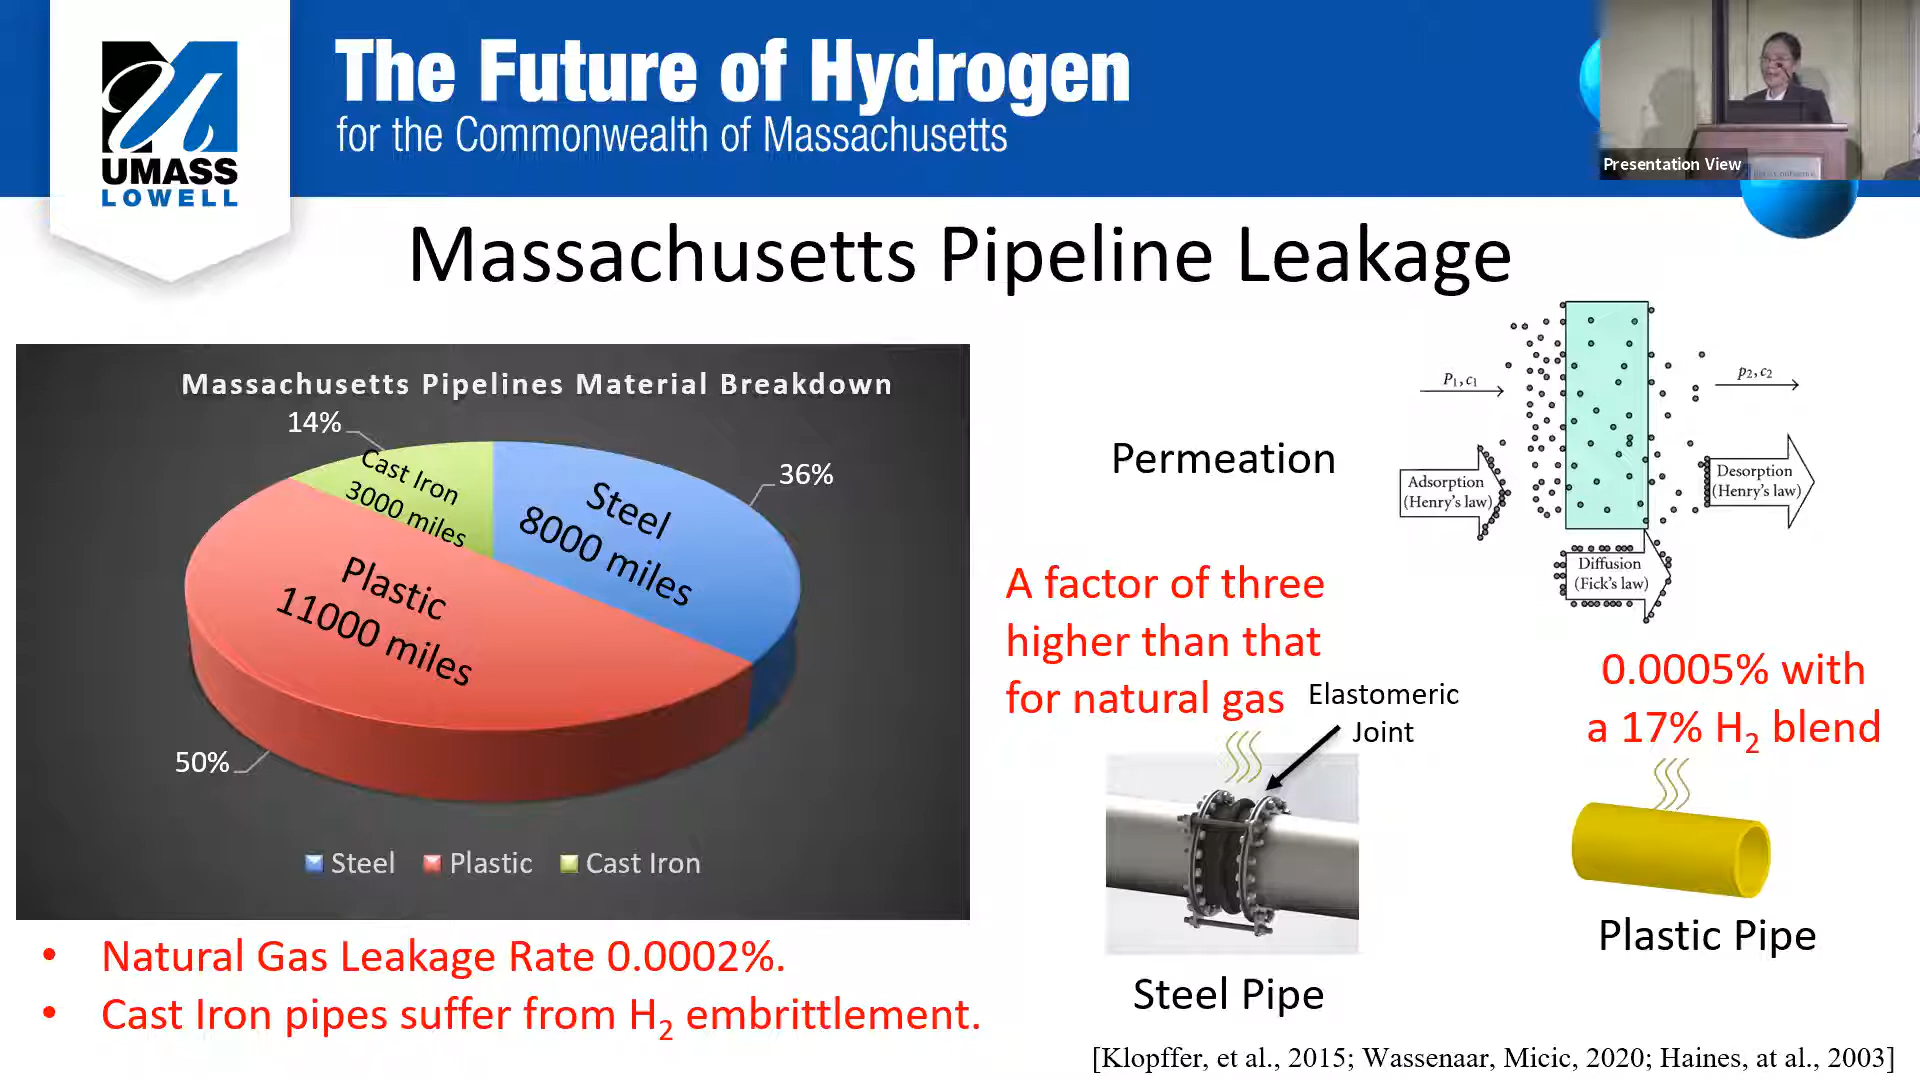 UMASS
LOWELL
The Future of Hydrogen
for the Commonwealth of Massachusetts
Presentation View
Massachusetts Pipeline Leakage
Massachusetts Pipelines Material Breakdown
14%
36%
50%
Cast Iron
3000 miles
Steel
8000 miles
Plastic
11000 miles
Steel Plastic Cast Iron
• Natural Gas Leakage Rate 0.0002%.
• Cast Iron pipes suffer from H₂ embrittlement.
Permeation
P₁, c₁
p₂, c₂
Adsorption
(Henry's law)
Desorption
(Henry's law)
Diffusion
(Fick's law)
A factor of three
higher than that
for natural gas
Elastomeric
Joint
Steel Pipe
0.0005% with
a 17% H₂ blend
Plastic Pipe
[Klopffer, et al., 2015; Wassenaar, Micic, 2020; Haines, at al., 2003]